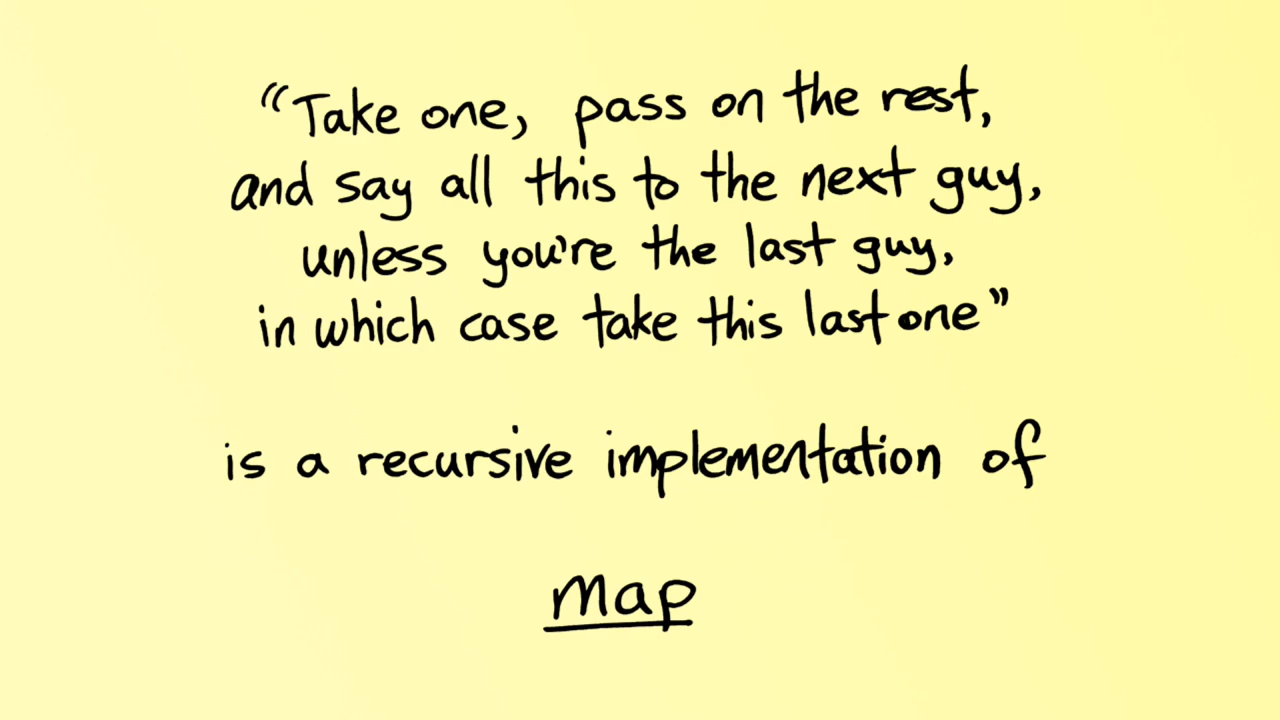 “Take one, pass on the rest,
and say all this to the next guy,
unless you're the last guy,
in which case take this last one”
is a recursive implementation of
map